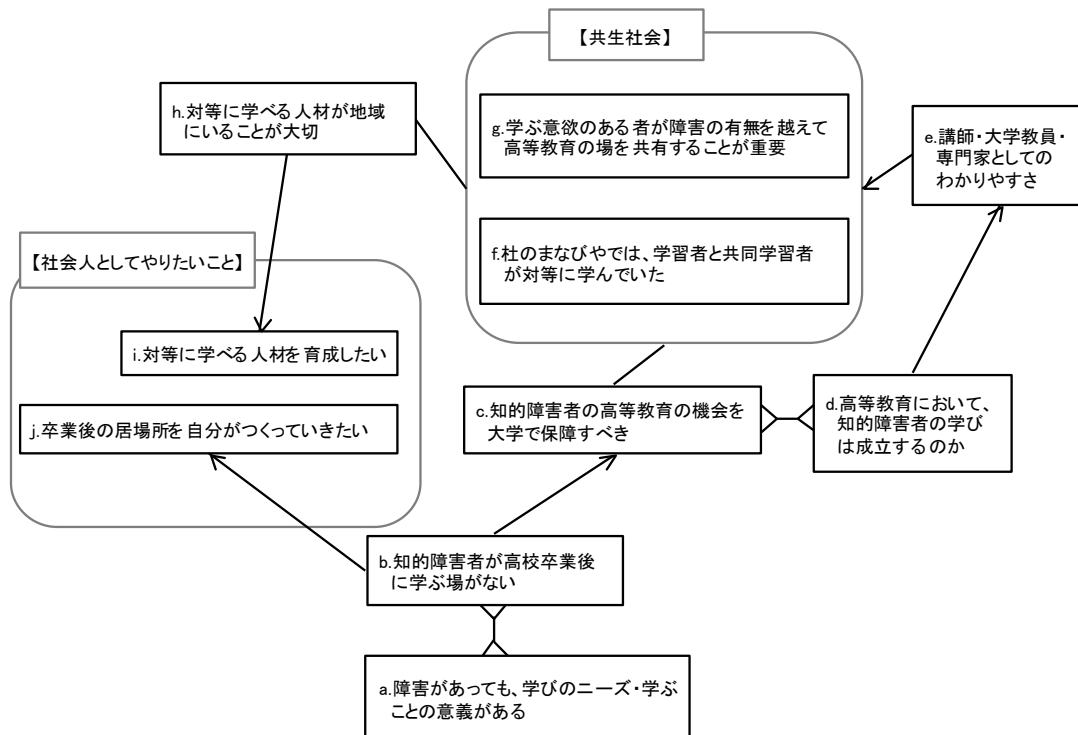 【共生社会】
h.対等に学べる人材が地域
にいることが大切
g.学ぶ意欲のある者が障害の有無を越えて
高等教育の場を共有することが重要
e.講師・大学教員・
専門家としての
わかりやすさ
【社会人としてやりたいこと】
f.杜のまなびやでは、学習者と共同学習者
が対等に学んでいた
i.対等に学べる人材を育成したい
c.知的障害者の高等教育の機会を
大学で保障すべき
d.高等教育において、
知的障害者の学び
は成立するのか
j.卒業後の居場所を自分がつくっていきたい
b.知的障害者が高校卒業後
に学ぶ場がない
a.障害があっても、学びのニーズ・学ぶ
ことの意義がある